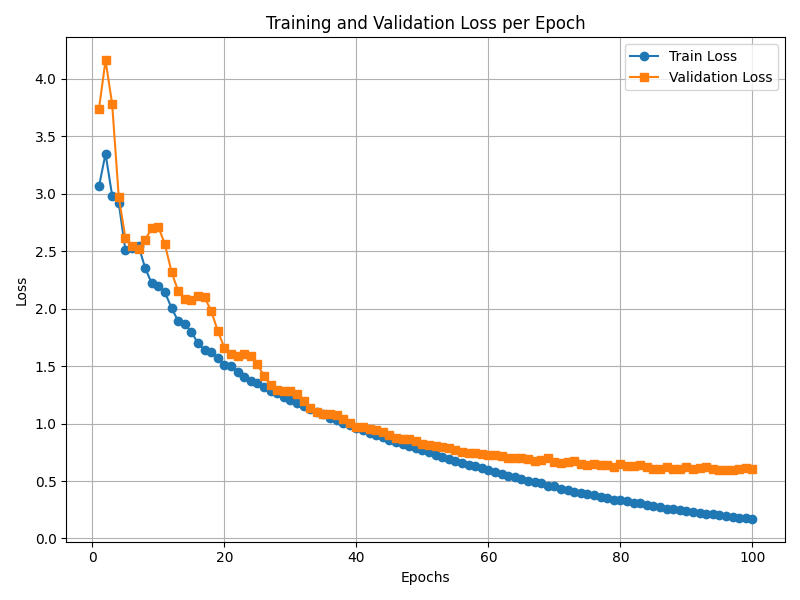 Training and Validation Loss per Epoch
Train Loss
Validation Loss
4.0
3.5
3.0
2.5
2.0
1.5
1.0
0.5
0.0
Loss
0 20 40 60 80 100
Epochs